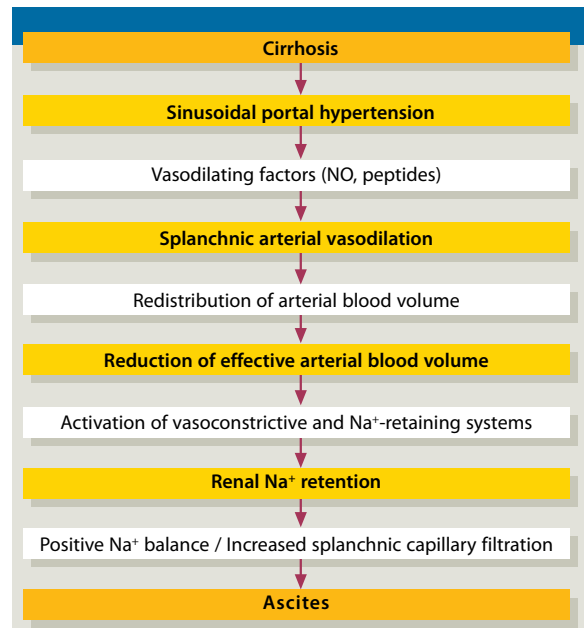 Cirrhosis
Sinusoidal portal hypertension
Vasodilating factors (NO, peptides)
Splanchnic arterial vasodilation
Redistribution of arterial blood volume
Reduction of effective arterial blood volume
Activation of vasoconstrictive and Na⁺-retaining systems
Renal Na⁺ retention
Positive Na⁺ balance / Increased splanchnic capillary filtration
Ascites